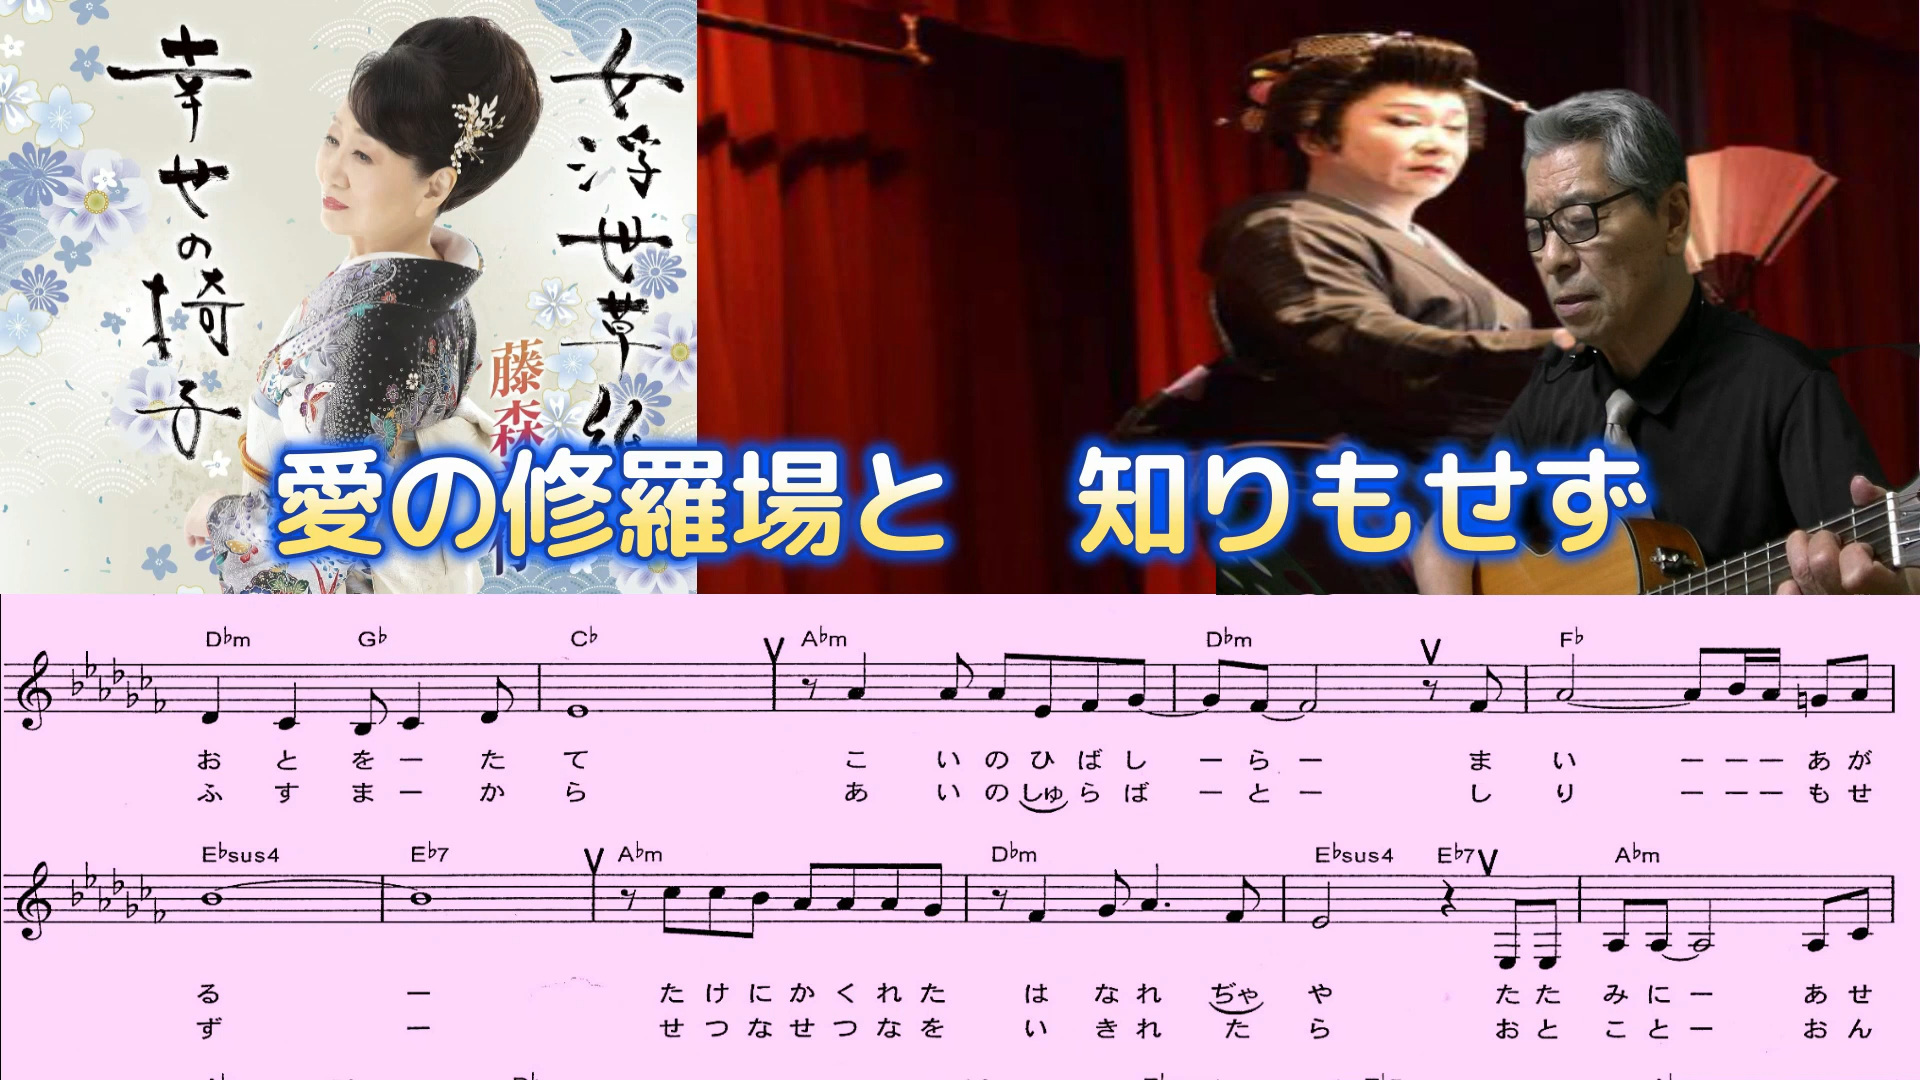 女浮世草紙
幸せの椅子
藤森
愛の修羅場と 知りもせず
D♭m G♭ C♭ A♭m D♭m F♭
おとをーたて こいのひばしーらー まいーーーあが
ふすまーから あいのしゅらばーとー しりーーーもせ
E♭sus4 E♭7 A♭m D♭m E♭sus4 E♭7 A♭m
るー たけにかくれた はなれぢゃや たたみにーあせ
ずー せつなせつなを いきれたら おとことーおん